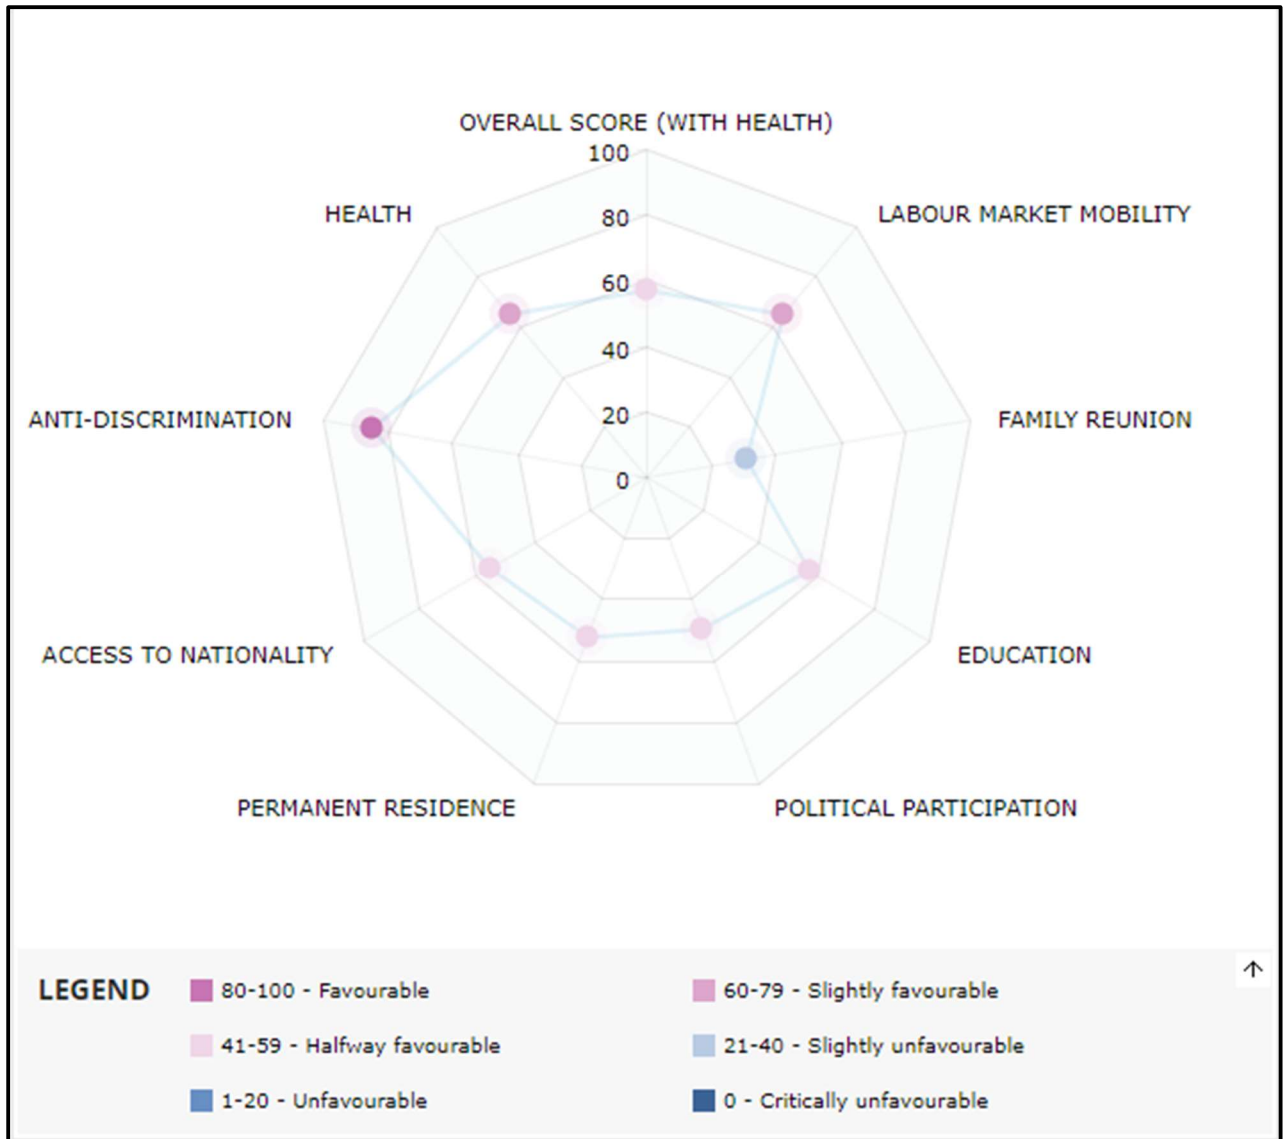 OVERALL SCORE (WITH HEALTH)
100
HEALTH
LABOUR MARKET MOBILITY
80
60
40
ANTI-DISCRIMINATION
20
FAMILY REUNION
0
ACCESS TO NATIONALITY
EDUCATION
PERMANENT RESIDENCE
POLITICAL PARTICIPATION
LEGEND
80-100 - Favourable
60-79 - Slightly favourable
41-59 - Halfway favourable
21-40 - Slightly unfavourable
1-20 - Unfavourable
0 - Critically unfavourable